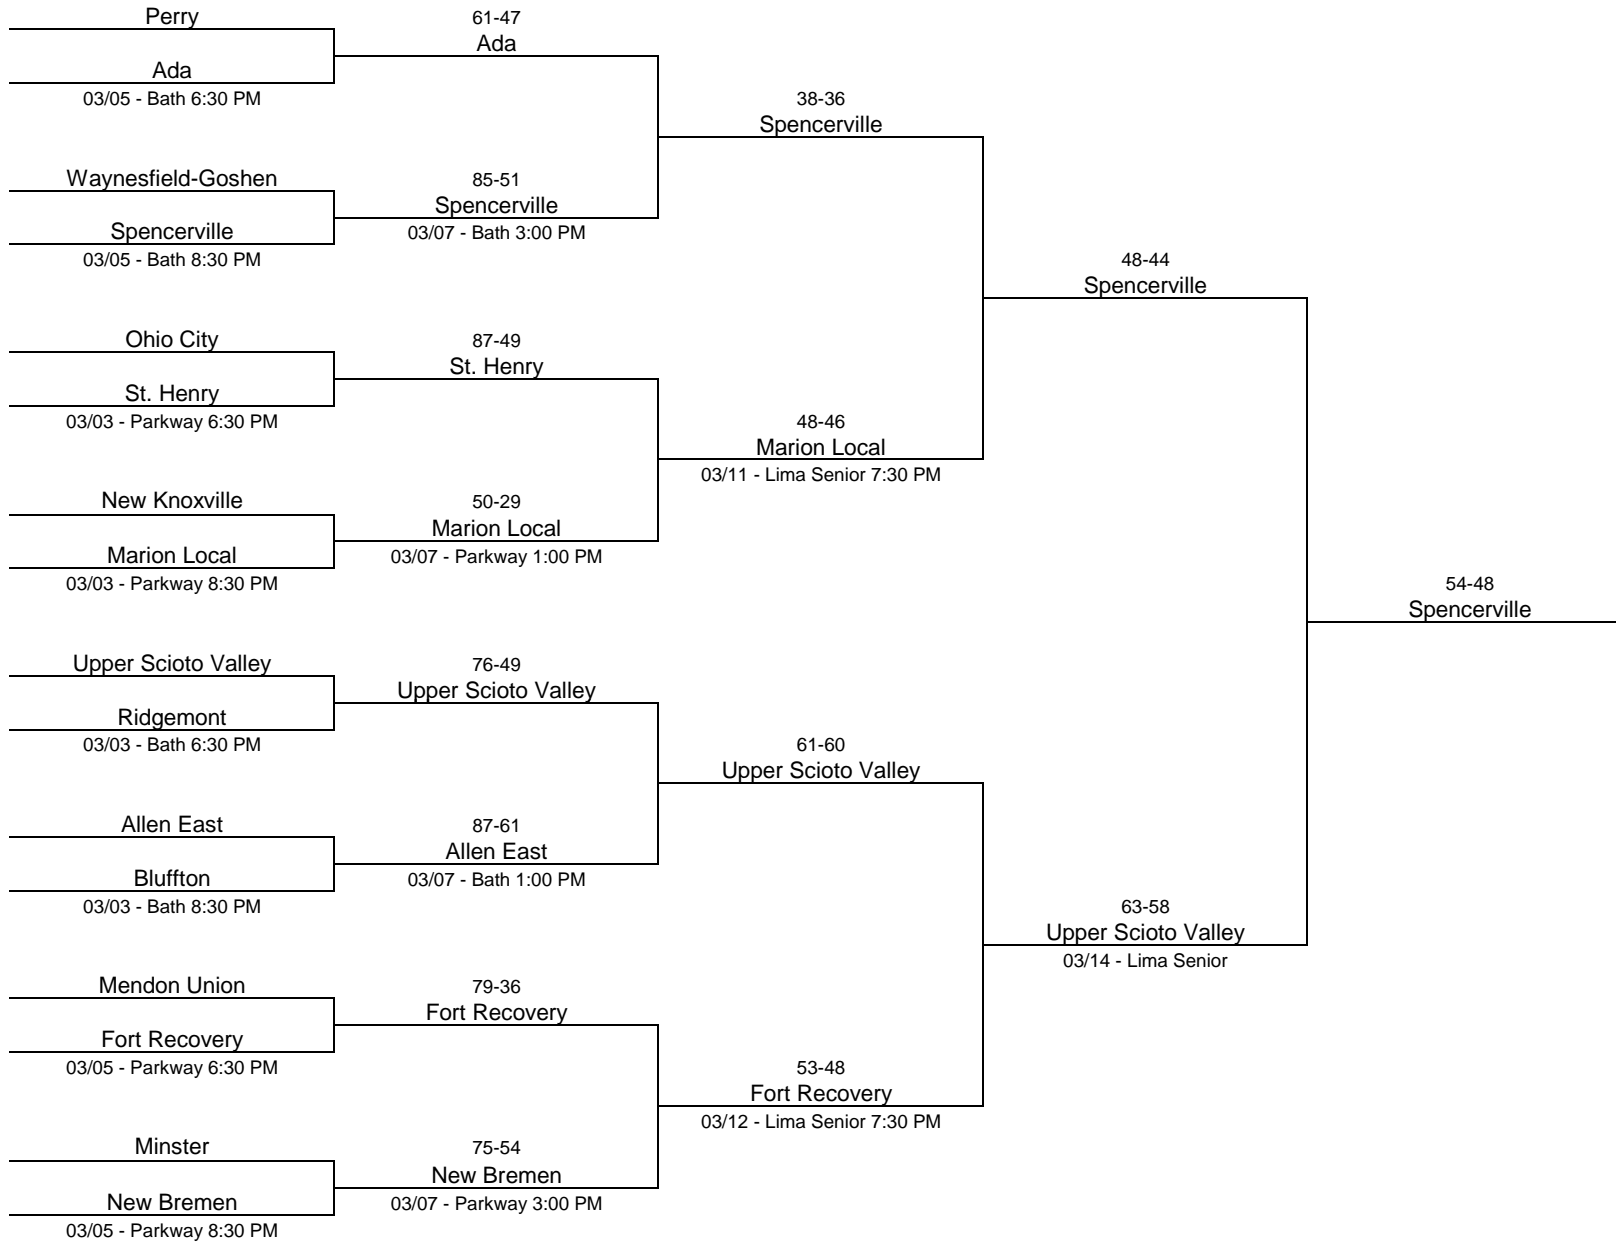 Perry
Ada
03/05 - Bath 6:30 PM
Waynesfield-Goshen
Spencerville
03/05 - Bath 8:30 PM
Ohio City
St. Henry
03/03 - Parkway 6:30 PM
New Knoxville
Marion Local
03/03 - Parkway 8:30 PM
Upper Scioto Valley
Ridgemont
03/03 - Bath 6:30 PM
Allen East
Bluffton
03/03 - Bath 8:30 PM
Mendon Union
Fort Recovery
03/05 - Parkway 6:30 PM
Minster
New Bremen
03/05 - Parkway 8:30 PM
61-47
Ada
85-51
Spencerville
03/07 - Bath 3:00 PM
87-49
St. Henry
50-29
Marion Local
03/07 - Parkway 1:00 PM
76-49
Upper Scioto Valley
87-61
Allen East
03/07 - Bath 1:00 PM
79-36
Fort Recovery
75-54
New Bremen
03/07 - Parkway 3:00 PM
38-36
Spencerville
48-46
Marion Local
03/11 - Lima Senior 7:30 PM
61-60
Upper Scioto Valley
53-48
Fort Recovery
03/12 - Lima Senior 7:30 PM
48-44
Spencerville
63-58
Upper Scioto Valley
03/14 - Lima Senior
54-48
Spencerville